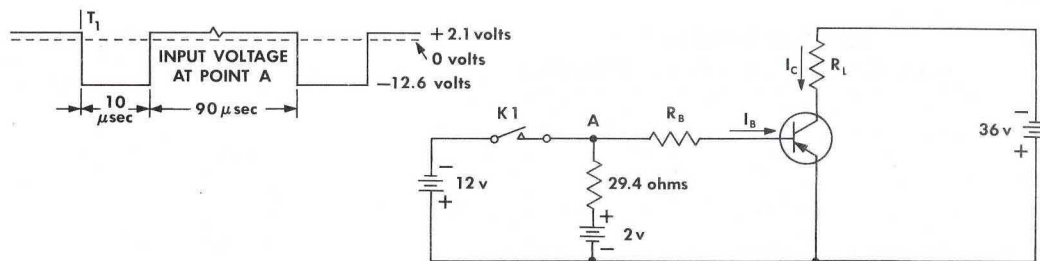 T1
+2.1 volts
INPUT VOLTAGE
AT POINT A
0 volts
−12.6 volts
10
μsec
90 μsec
K1
A
RB
IB
IC
RL
12 v
29.4 ohms
2 v
36 v